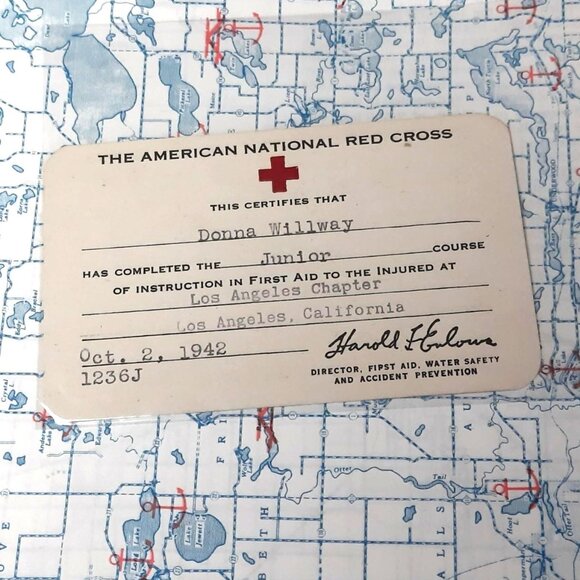 THE AMERICAN NATIONAL RED CROSS
THIS CERTIFIES THAT
Donna Willway
HAS COMPLETED THE Junior COURSE
OF INSTRUCTION IN FIRST AID TO THE INJURED AT
Los Angeles Chapter
Los Angeles, California
Oct. 2, 1942
1236J
DIRECTOR, FIRST AID, WATER SAFETY
AND ACCIDENT PREVENTION